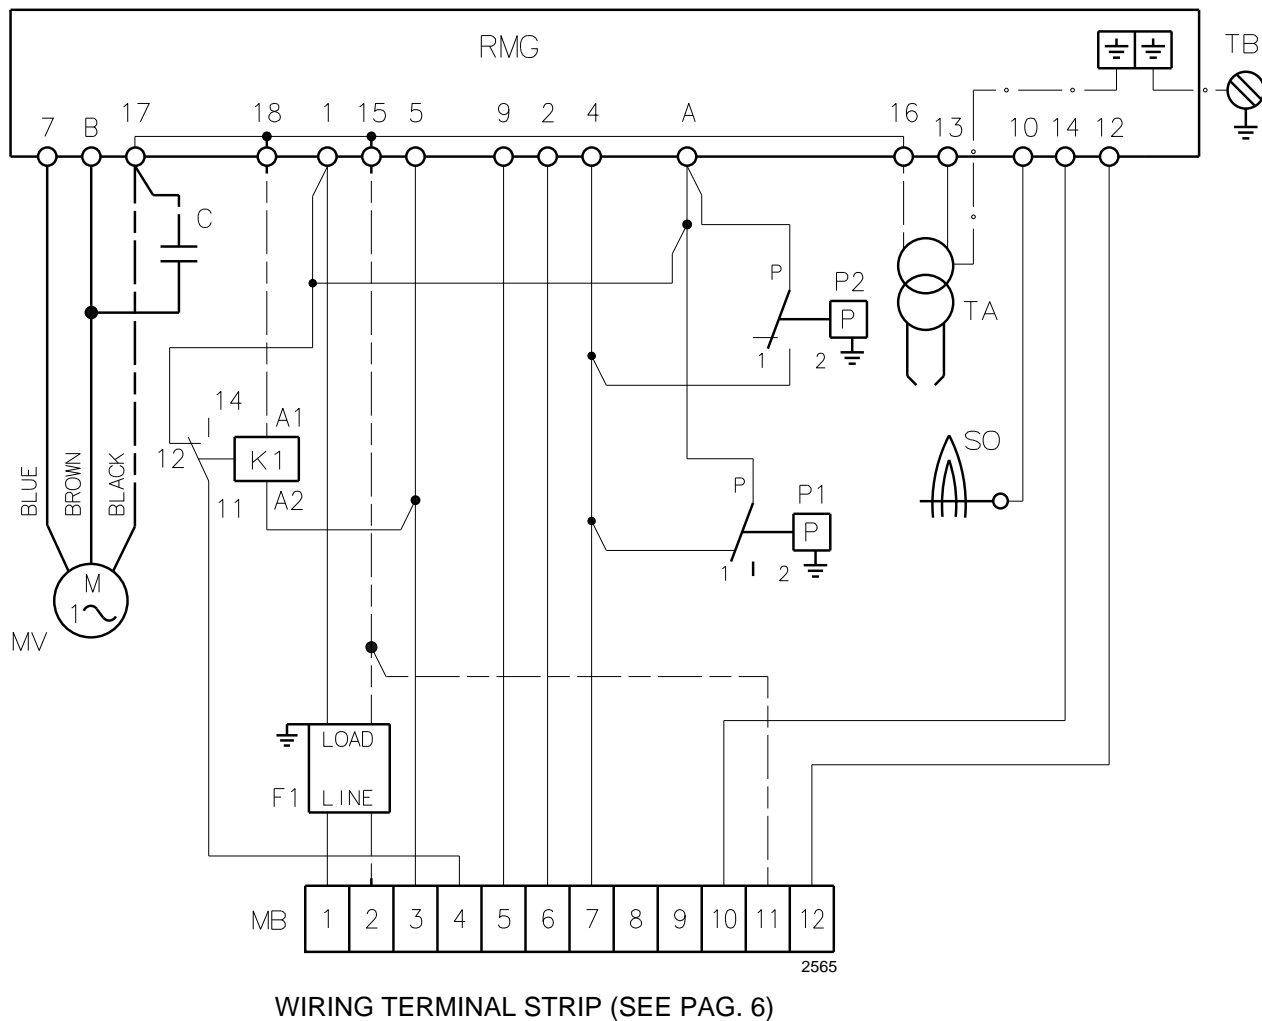 RMG
TB
7 B 17 18 1 15 5 9 2 4 A 16 13 10 14 12
C
P
P2
P
TA
1 2
14
A1
12
K1
SO
BLUE
BROWN
BLACK
11
A2
P
P1
P
1 2
M
1
MV
LOAD
F1
LINE
MB
1 2 3 4 5 6 7 8 9 10 11 12
2565
WIRING TERMINAL STRIP (SEE PAG. 6)